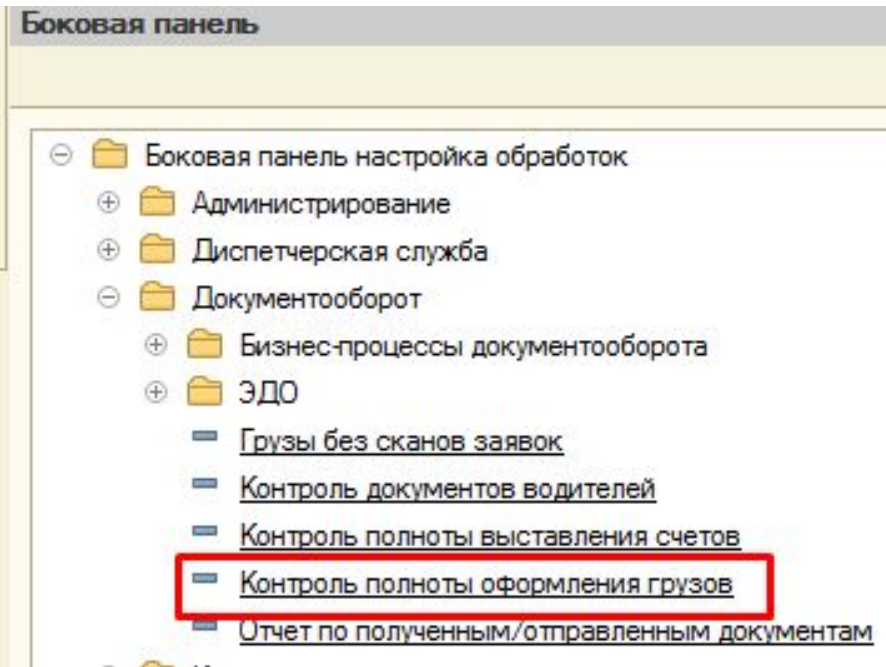 Боковая панель
Боковая панель настройка обработок
Администрирование
Диспетчерская служба
Документооборот
Бизнес-процессы документооборота
ЭДО
Грузы без сканов заявок
Контроль документов водителей
Контроль полноты выставления счетов
Контроль полноты оформления грузов
Отчет по полученным/отправленным документам